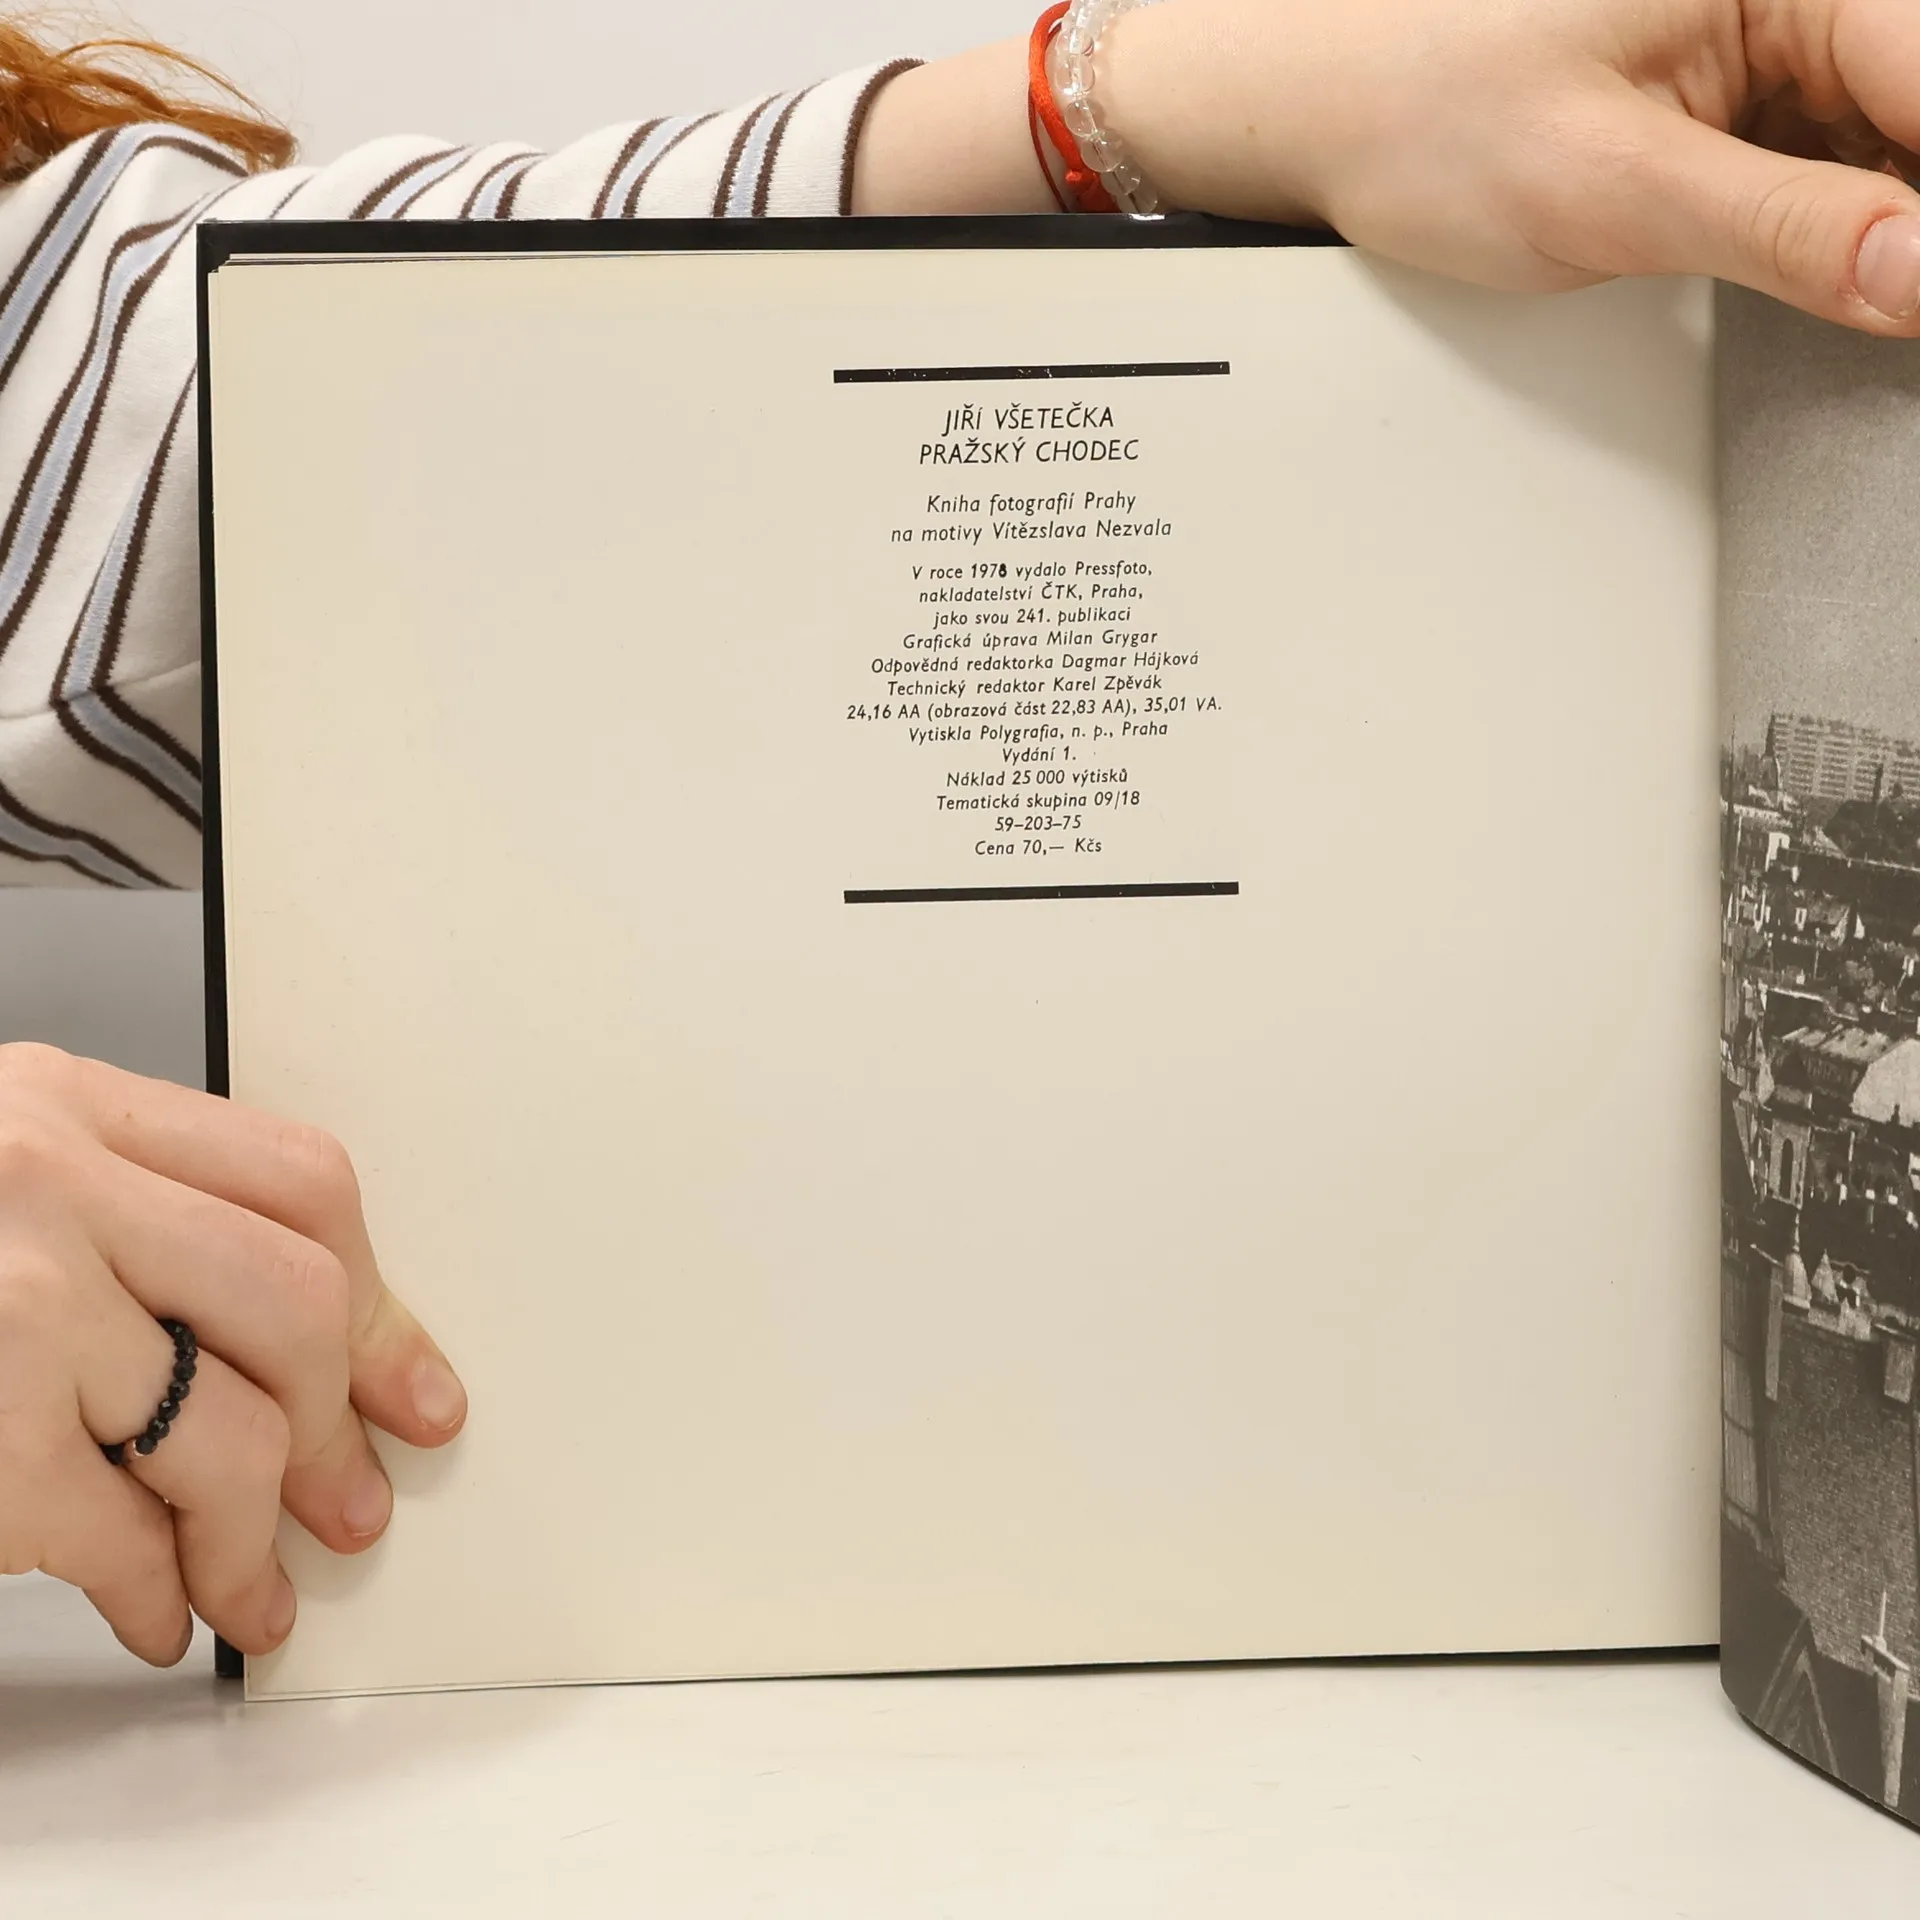 JIŘÍ VŠETEČKA
PRAŽSKÝ CHODEC
Kniha fotografií Prahy
na motivy Vítězslava Nezvala
V roce 1978 vydalo Pressfoto,
nakladatelství ČTK, Praha,
jako svou 241. publikaci
Grafická úprava Milan Grygar
Odpovědná redaktorka Dagmar Hájková
Technický redaktor Karel Zpěvák
24,16 AA (obrazová část 22,83 AA), 35,01 VA.
Vytiskla Polygrafia, n. p., Praha
Vydání 1.
Náklad 25 000 výtisků
Tematická skupina 09/18
59–203–75
Cena 70,— Kčs